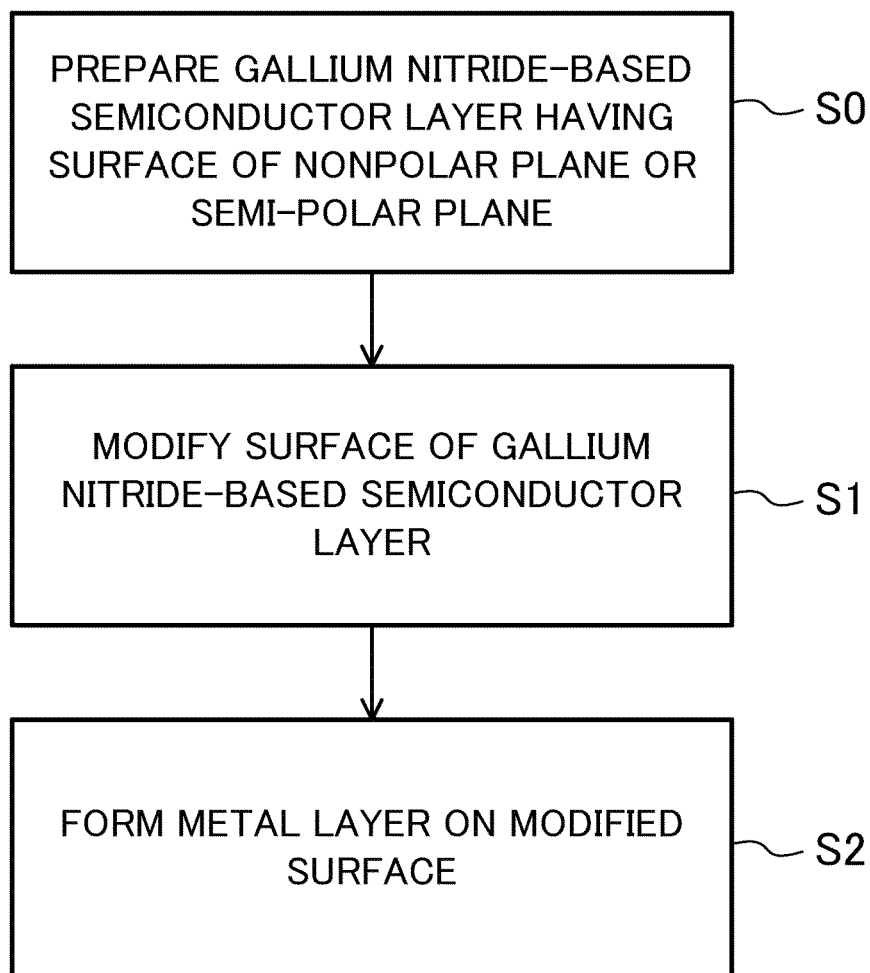 PREPARE GALLIUM NITRIDE-BASED
SEMICONDUCTOR LAYER HAVING
SURFACE OF NONPOLAR PLANE OR
SEMI-POLAR PLANE
S0
MODIFY SURFACE OF GALLIUM
NITRIDE-BASED SEMICONDUCTOR
LAYER
S1
FORM METAL LAYER ON MODIFIED
SURFACE
S2